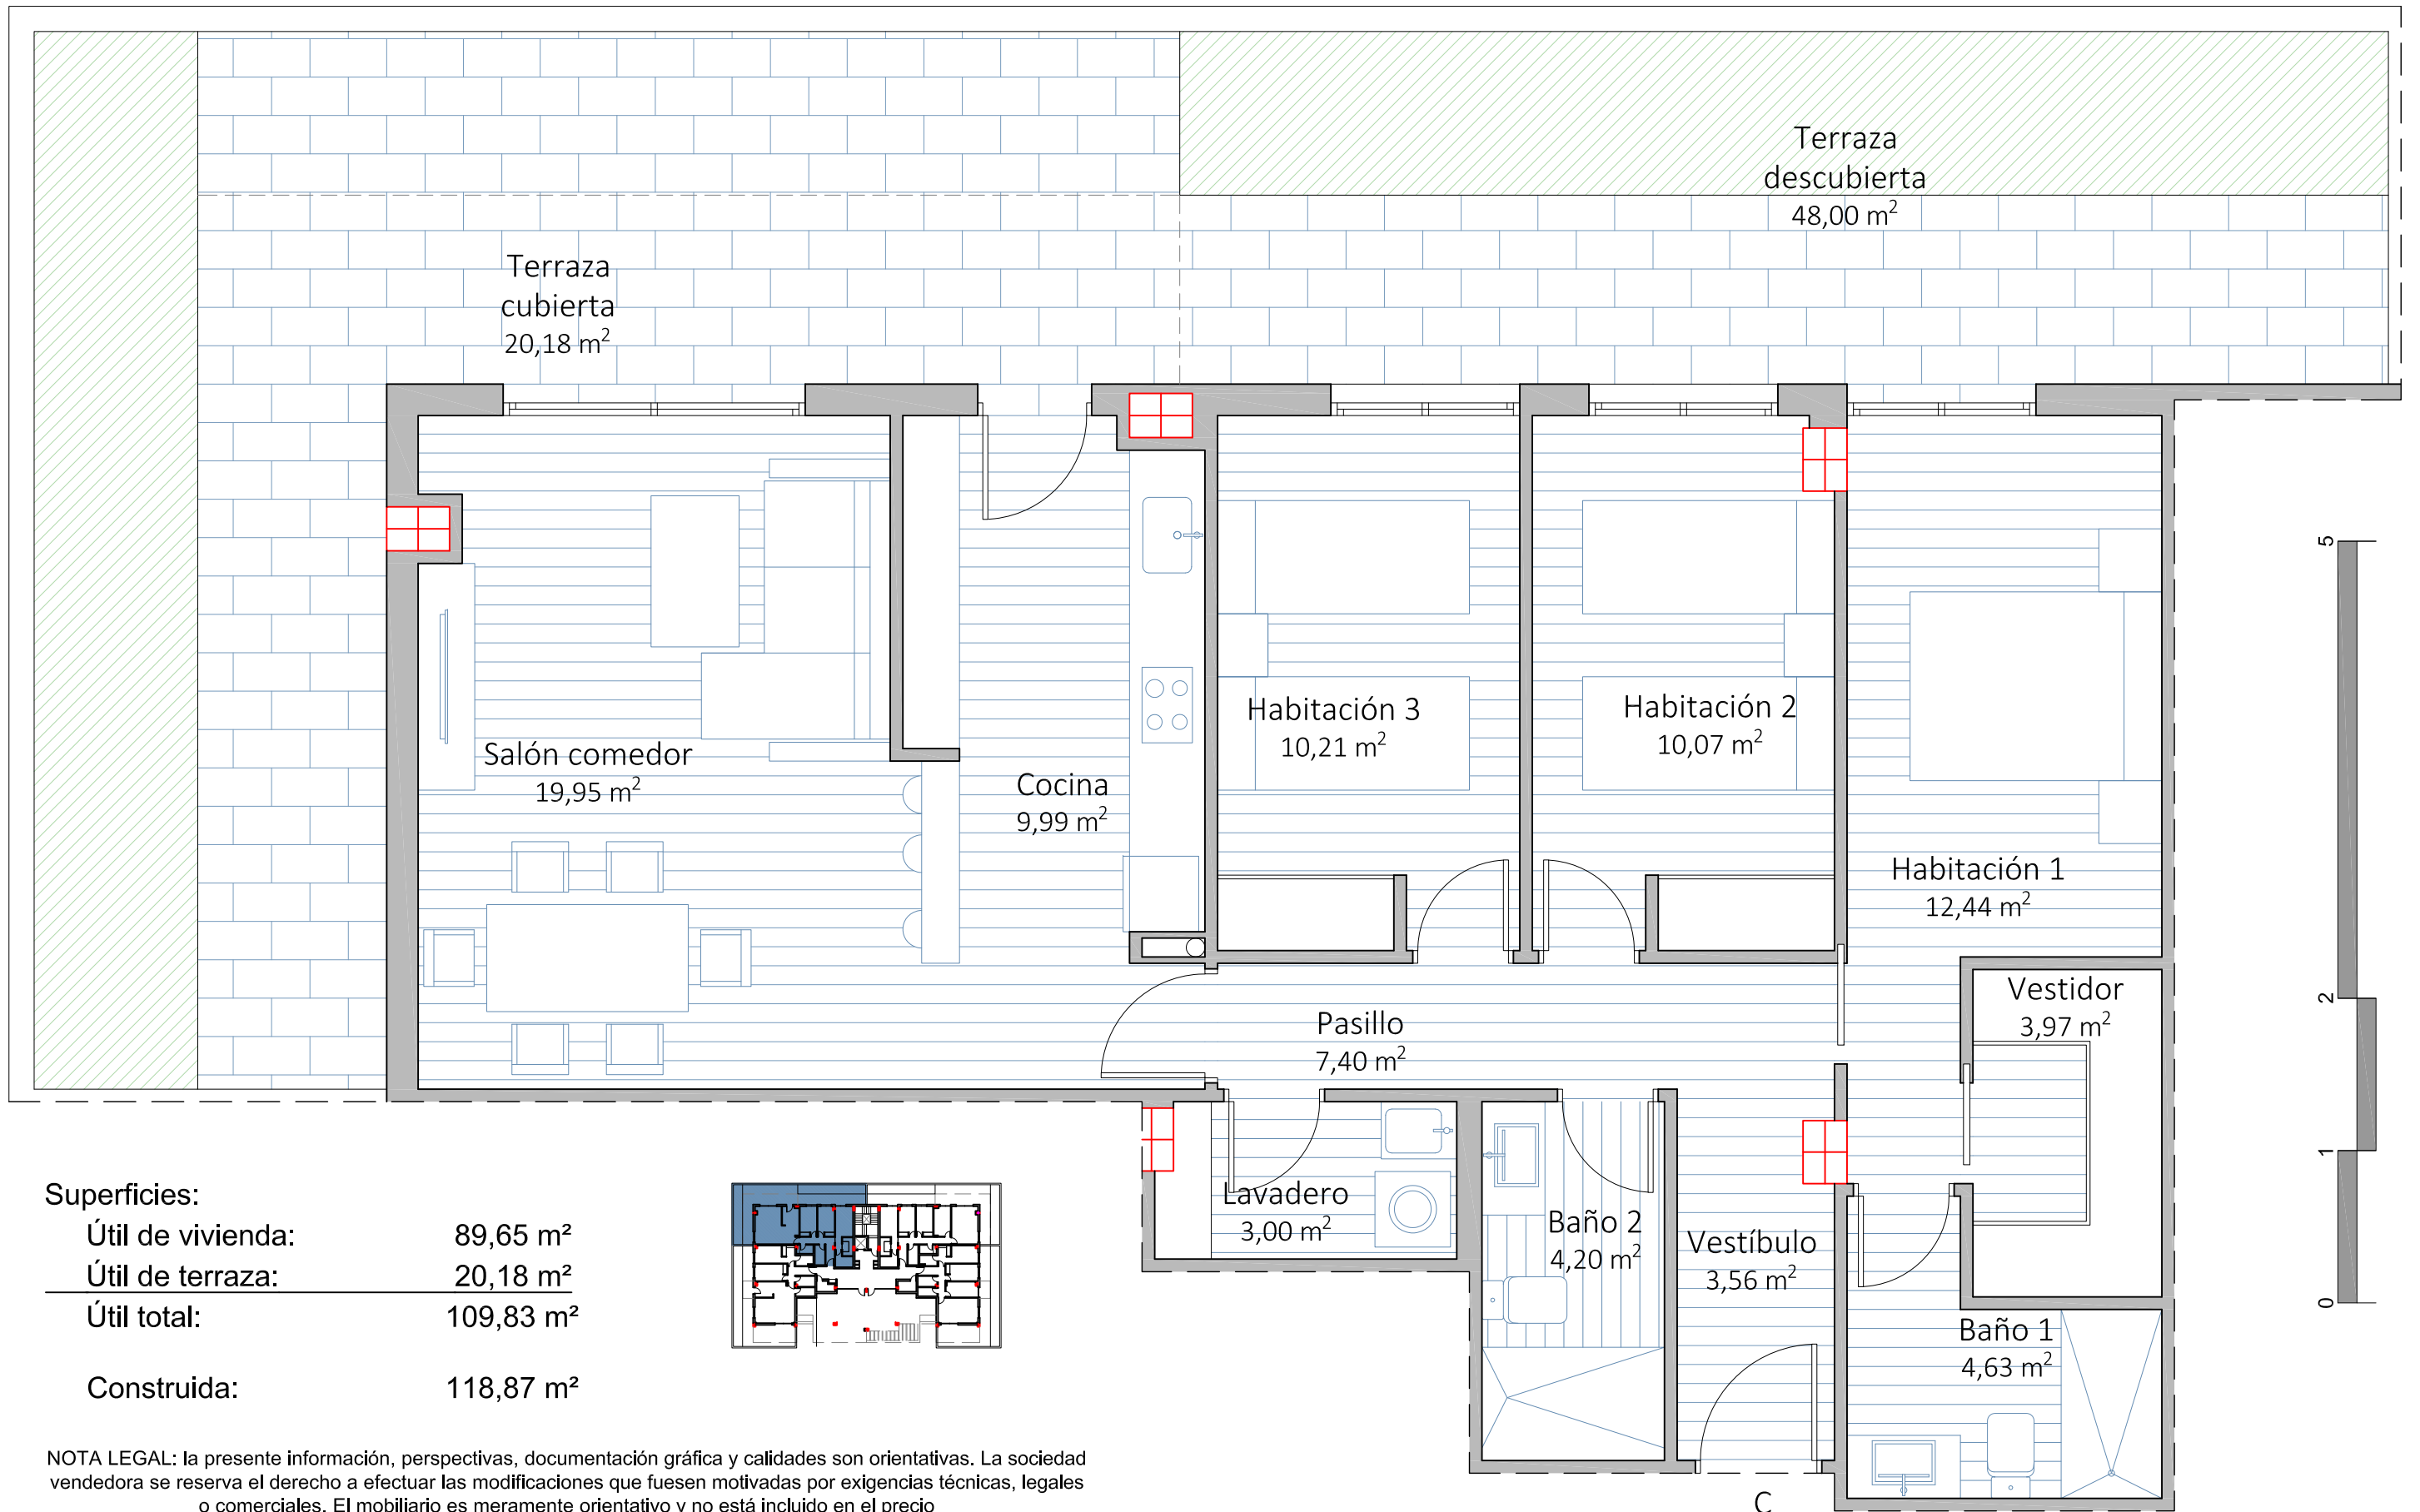 Terraza
descubierta
48,00 m²
Terraza
cubierta
20,18 m²
Salón comedor
19,95 m²
Cocina
9,99 m²
Habitación 3
10,21 m²
Habitación 2
10,07 m²
Habitación 1
12,44 m²
Vestidor
3,97 m²
Pasillo
7,40 m²
Lavadero
3,00 m²
Baño 2
4,20 m²
Vestíbulo
3,56 m²
Baño 1
4,63 m²
C
5
2
1
0
Superficies:
Útil de vivienda: 89,65 m²
Útil de terraza: 20,18 m²
Útil total: 109,83 m²
Construida: 118,87 m²
NOTA LEGAL: la presente información, perspectivas, documentación gráfica y calidades son orientativas. La sociedad
vendedora se reserva el derecho a efectuar las modificaciones que fuesen motivadas por exigencias técnicas, legales
o comerciales. El mobiliario es meramente orientativo y no está incluido en el precio